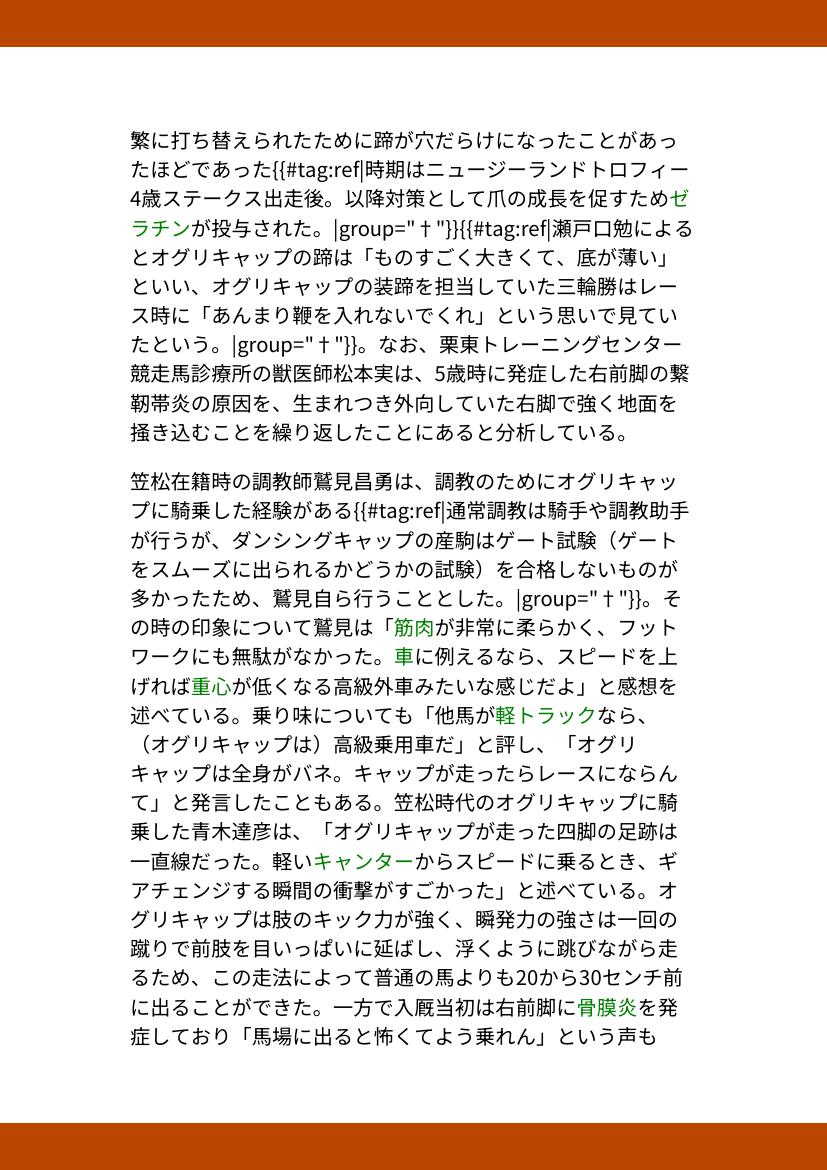 繁に打ち替えられたために蹄が穴だらけになったことがあっ
たほどであった{{#tag:ref|時期はニュージーランドトロフィー
4歳ステークス出走後。以降対策として爪の成長を促すためゼ
ラチンが投与された。|group="†"}}{{#tag:ref|瀬戸口勉による
とオグリキャップの蹄は「ものすごく大きくて、底が薄い」
といい、オグリキャップの装蹄を担当していた三輪勝はレー
ス時に「あんまり鞭を入れないでくれ」という思いで見てい
たという。|group="†"}}。なお、栗東トレーニングセンター
競走馬診療所の獣医師松本実は、5歳時に発症した右前脚の繋
靭帯炎の原因を、生まれつき外向していた右脚で強く地面を
掻き込むことを繰り返したことにあると分析している。
笠松在籍時の調教師鷲見昌勇は、調教のためにオグリキャッ
プに騎乗した経験がある{{#tag:ref|通常調教は騎手や調教助手
が行うが、ダンシングキャップの産駒はゲート試験（ゲート
をスムーズに出られるかどうかの試験）を合格しないものが
多かったため、鷲見自ら行うこととした。|group="†"}}。そ
の時の印象について鷲見は「筋肉が非常に柔らかく、フット
ワークにも無駄がなかった。車に例えるなら、スピードを上
げれば重心が低くなる高級外車みたいな感じだよ」と感想を
述べている。乗り味についても「他馬が軽トラックなら、
（オグリキャップは）高級乗用車だ」と評し、「オグリ
キャップは全身がバネ。キャップが走ったらレースにならん
て」と発言したこともある。笠松時代のオグリキャップに騎
乗した青木達彦は、「オグリキャップが走った四脚の足跡は
一直線だった。軽いキャンターからスピードに乗るとき、ギ
アチェンジする瞬間の衝撃がすごかった」と述べている。オ
グリキャップは肢のキック力が強く、瞬発力の強さは一回の
蹴りで前肢を目いっぱいに延ばし、浮くように跳びながら走
るため、この走法によって普通の馬よりも20から30センチ前
に出ることができた。一方で入厩当初は右前脚に骨膜炎を発
症しており「馬場に出ると怖くてよう乗れん」という声も